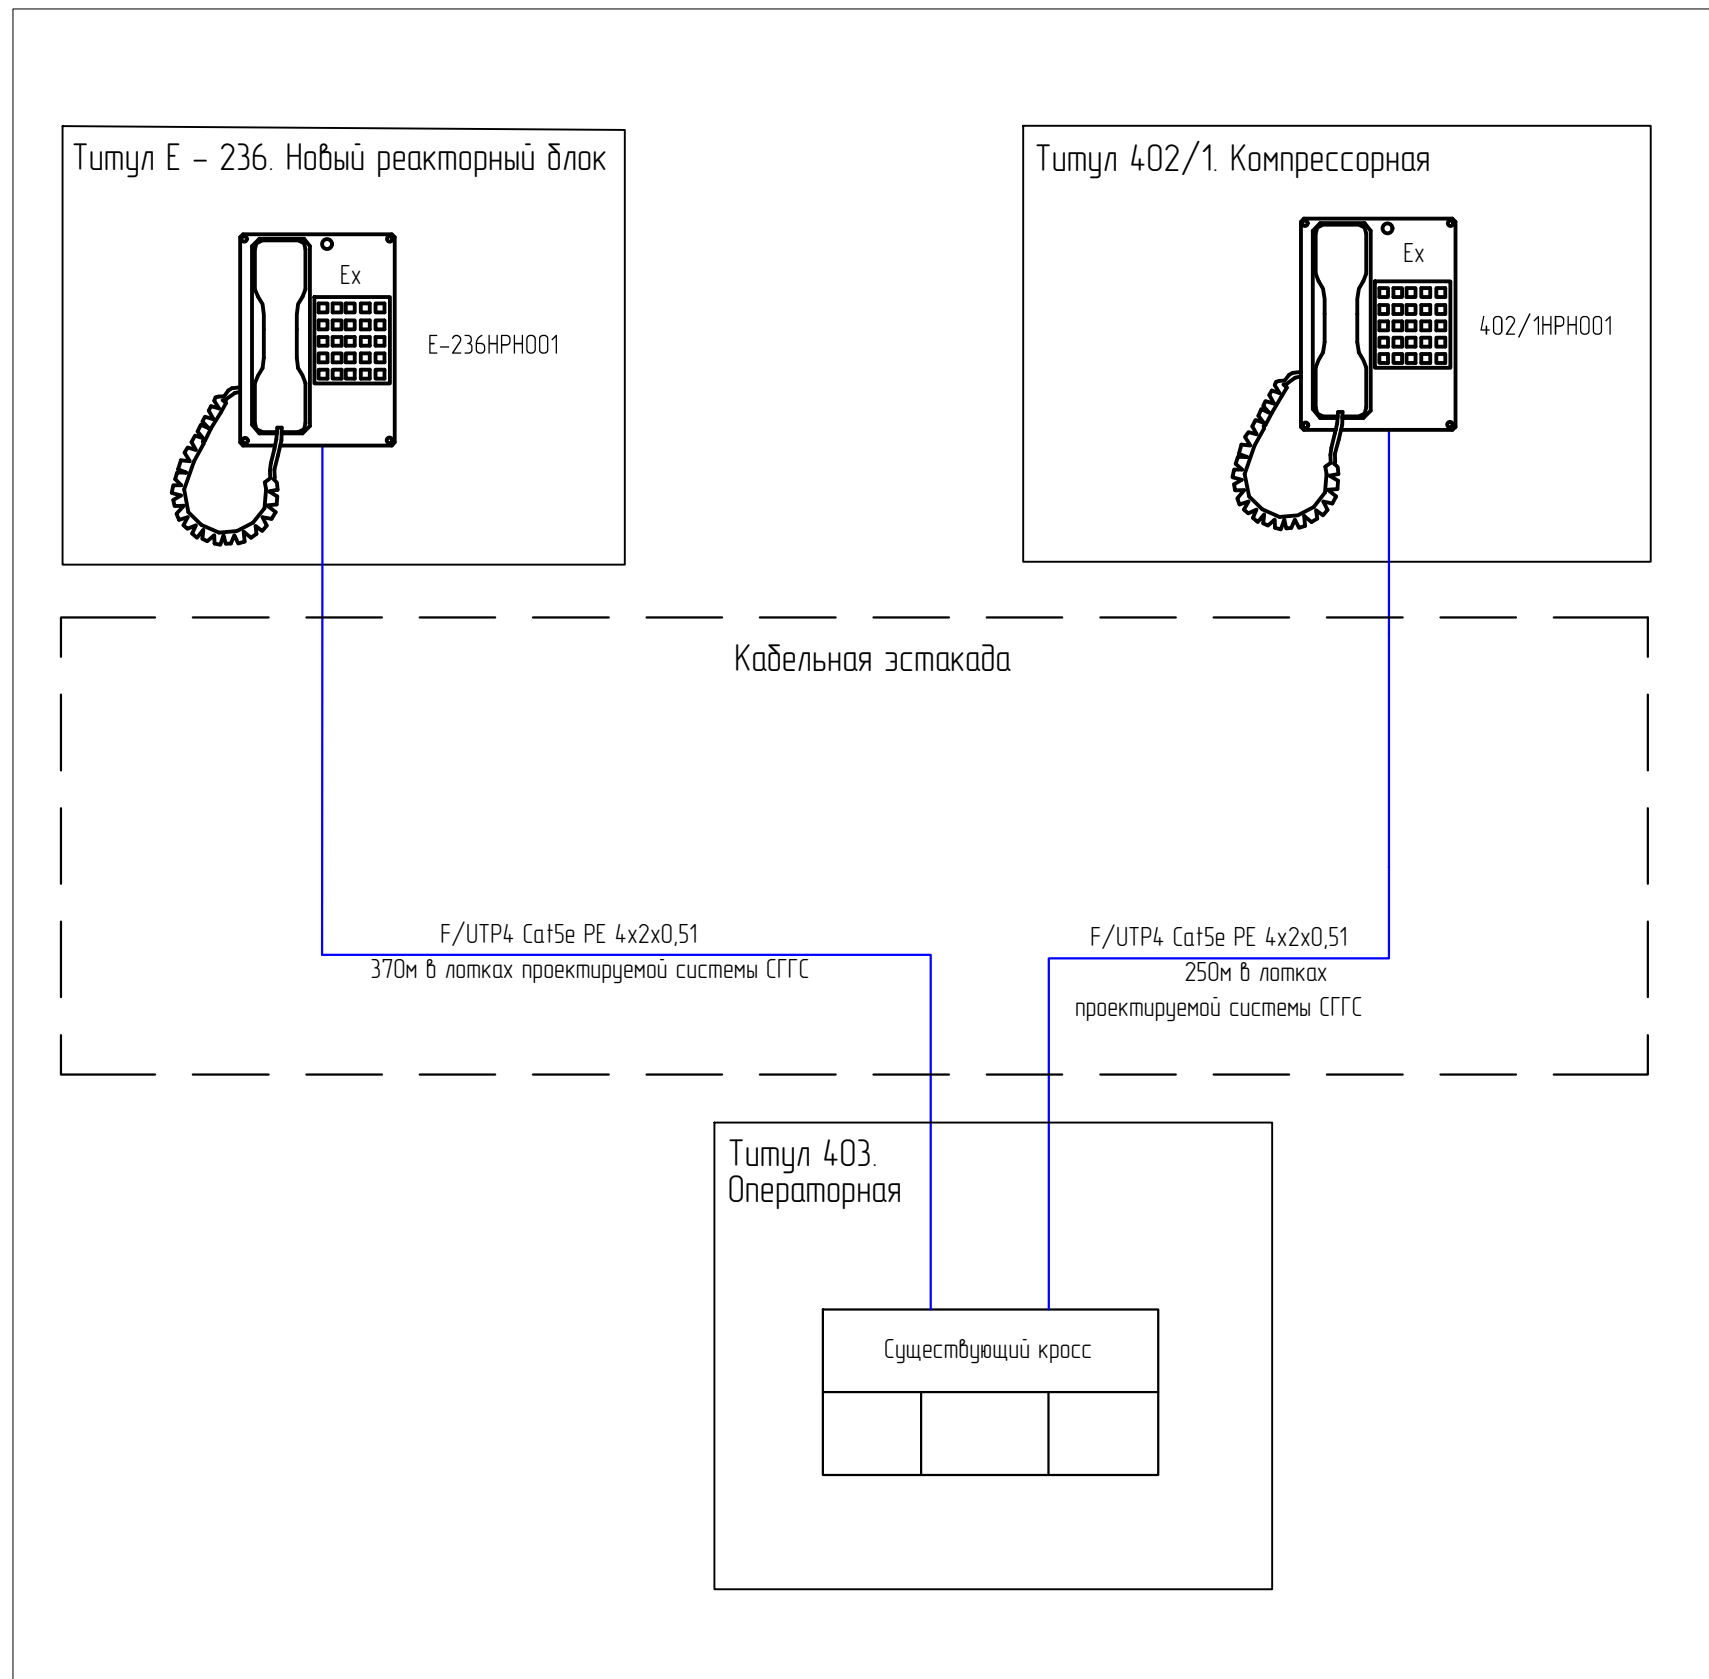 Титул Е - 236. Новый реакторный блок
Ex
E-236HPH001
Титул 402/1. Компрессорная
Ex
402/1HPH001
Кабельная эстакада
F/UTP4 Cat5e PE 4x2x0,51
370м в лотках проектируемой системы СГГС
F/UTP4 Cat5e PE 4x2x0,51
250м в лотках
проектируемой системы СГГС
Титул 403.
Операторная
Существующий кросс